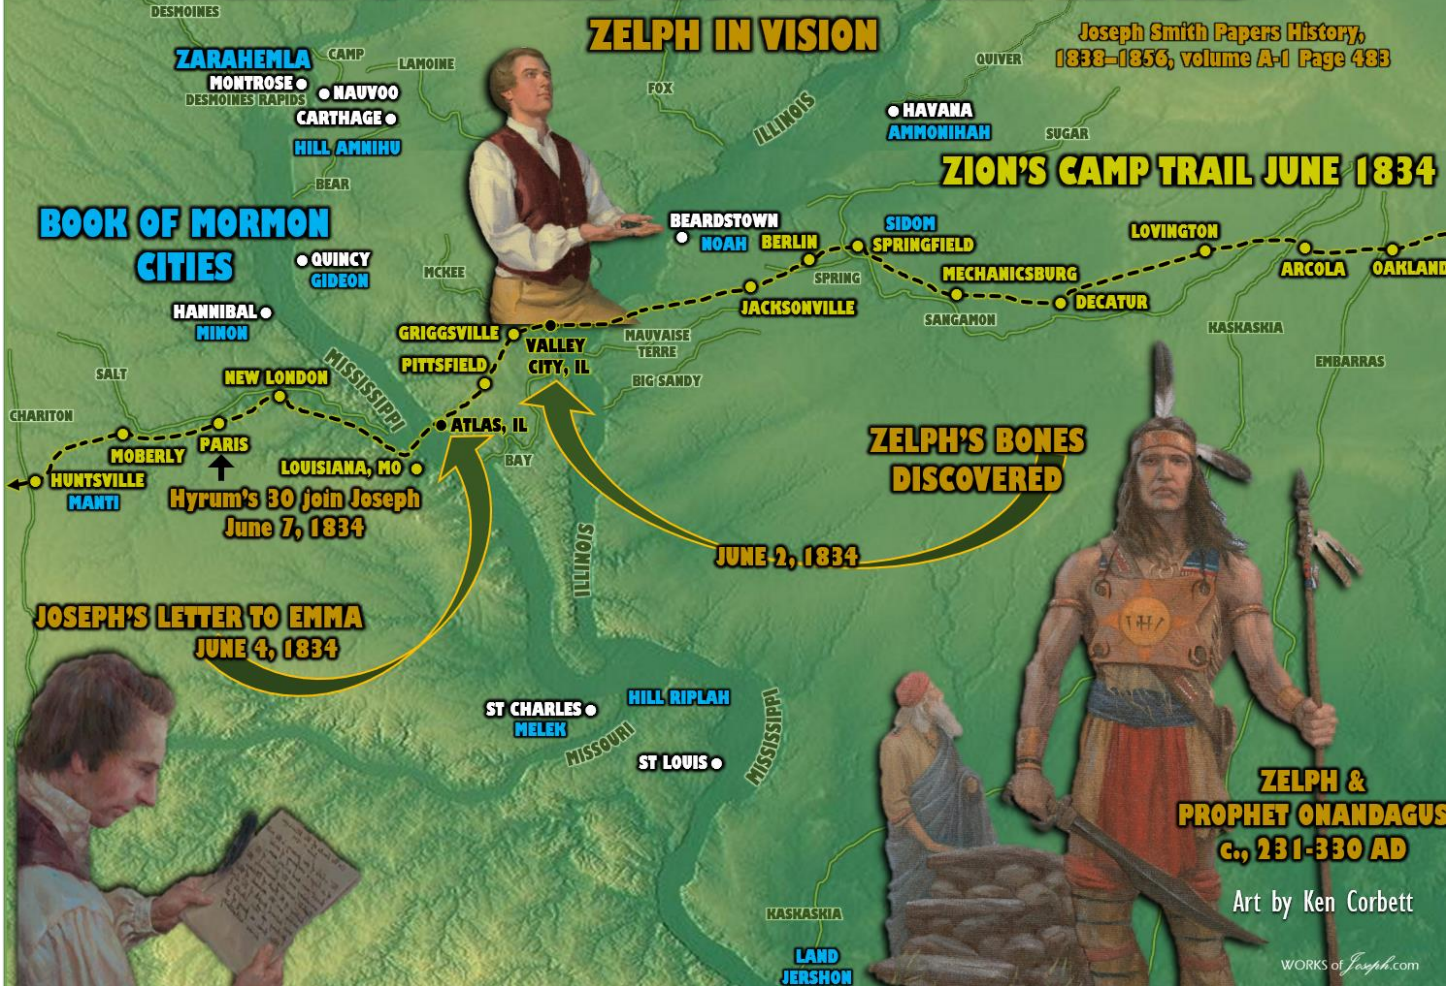 DESMOINES
ZELPH IN VISION
Joseph Smith Papers History,
1838–1856, volume A-1 Page 483
ZARAHEMLA
CAMP
LAMOINE
QUIVER
MONTROSE
DESMOINES RAPIDS
NAUVOO
FOX
ILLINOIS
HAVANA
AMMONIHAH
CARTHAGE
HILL AMNIHU
SUGAR
BEAR
ZION'S CAMP TRAIL JUNE 1834
BOOK OF MORMON
CITIES
BEARDSTOWN
NOAH
BERLIN
SIDOM
SPRINGFIELD
LOVINGTON
QUINCY
GIDEON
MCKEE
SPRING
MECHANICSBURG
ARCOLA
OAKLAND
HANNIBAL
MINON
JACKSONVILLE
DECATUR
SANGAMON
GRIGGSVILLE
VALLEY
CITY, IL
MAUVAISE
TERRE
KASKASKIA
MISSISSIPPI
PITTSFIELD
BIG SANDY
EMBARRAS
SALT
NEW LONDON
CHARITON
ATLAS, IL
PARIS
MOBERLY
LOUISIANA, MO
BAY
ZELPH'S BONES
DISCOVERED
HUNTSVILLE
MANTI
Hyrum's 30 join Joseph
June 7, 1834
ILLINOIS
JUNE 2, 1834
JOSEPH'S LETTER TO EMMA
JUNE 4, 1834
ST CHARLES
MELEK
HILL RIPLAH
MISSOURI
MISSISSIPPI
ST LOUIS
ZELPH &
PROPHET ONANDAGUS
c., 231-330 AD
Art by Ken Corbett
KASKASKIA
LAND
JERSHON
WORKS of Joseph.com